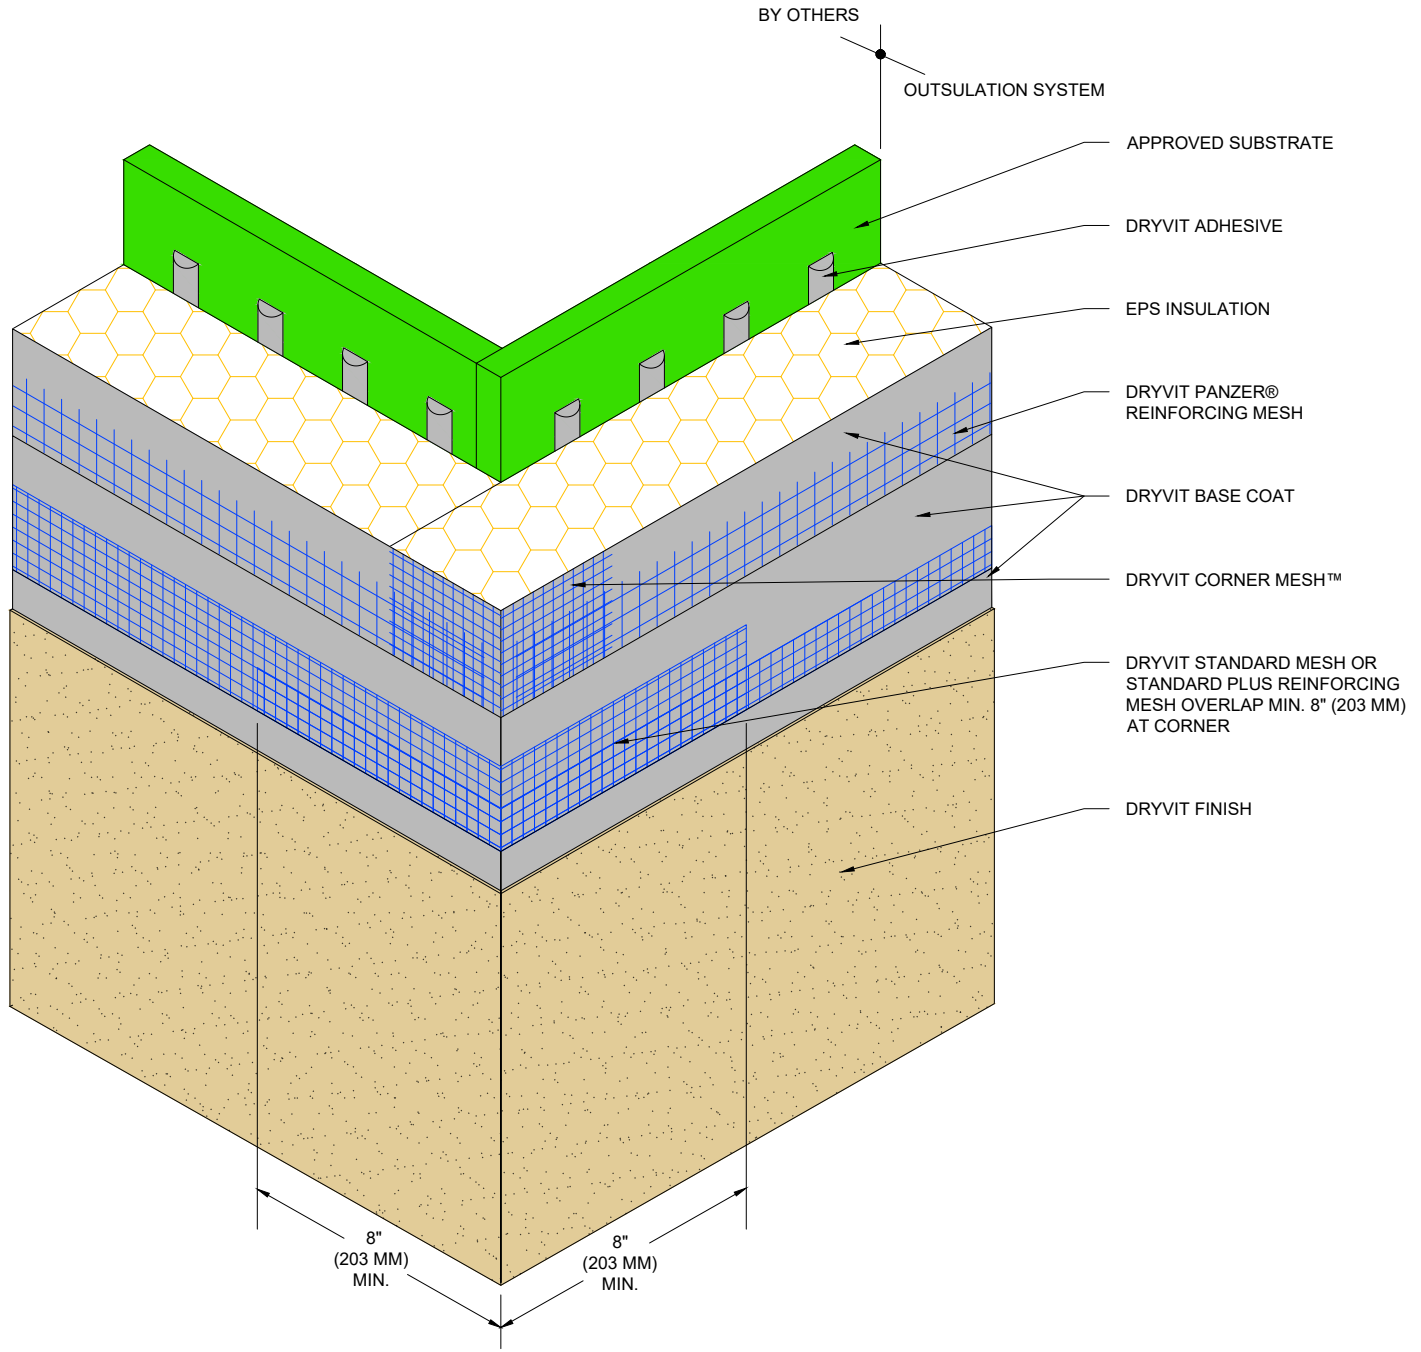 BY OTHERS
OUTSULATION SYSTEM
APPROVED SUBSTRATE
DRYVIT ADHESIVE
EPS INSULATION
DRYVIT PANZER®
REINFORCING MESH
DRYVIT BASE COAT
DRYVIT CORNER MESH™
DRYVIT STANDARD MESH OR
STANDARD PLUS REINFORCING
MESH OVERLAP MIN. 8" (203 MM)
AT CORNER
DRYVIT FINISH
8"
(203 MM)
MIN.
8"
(203 MM)
MIN.